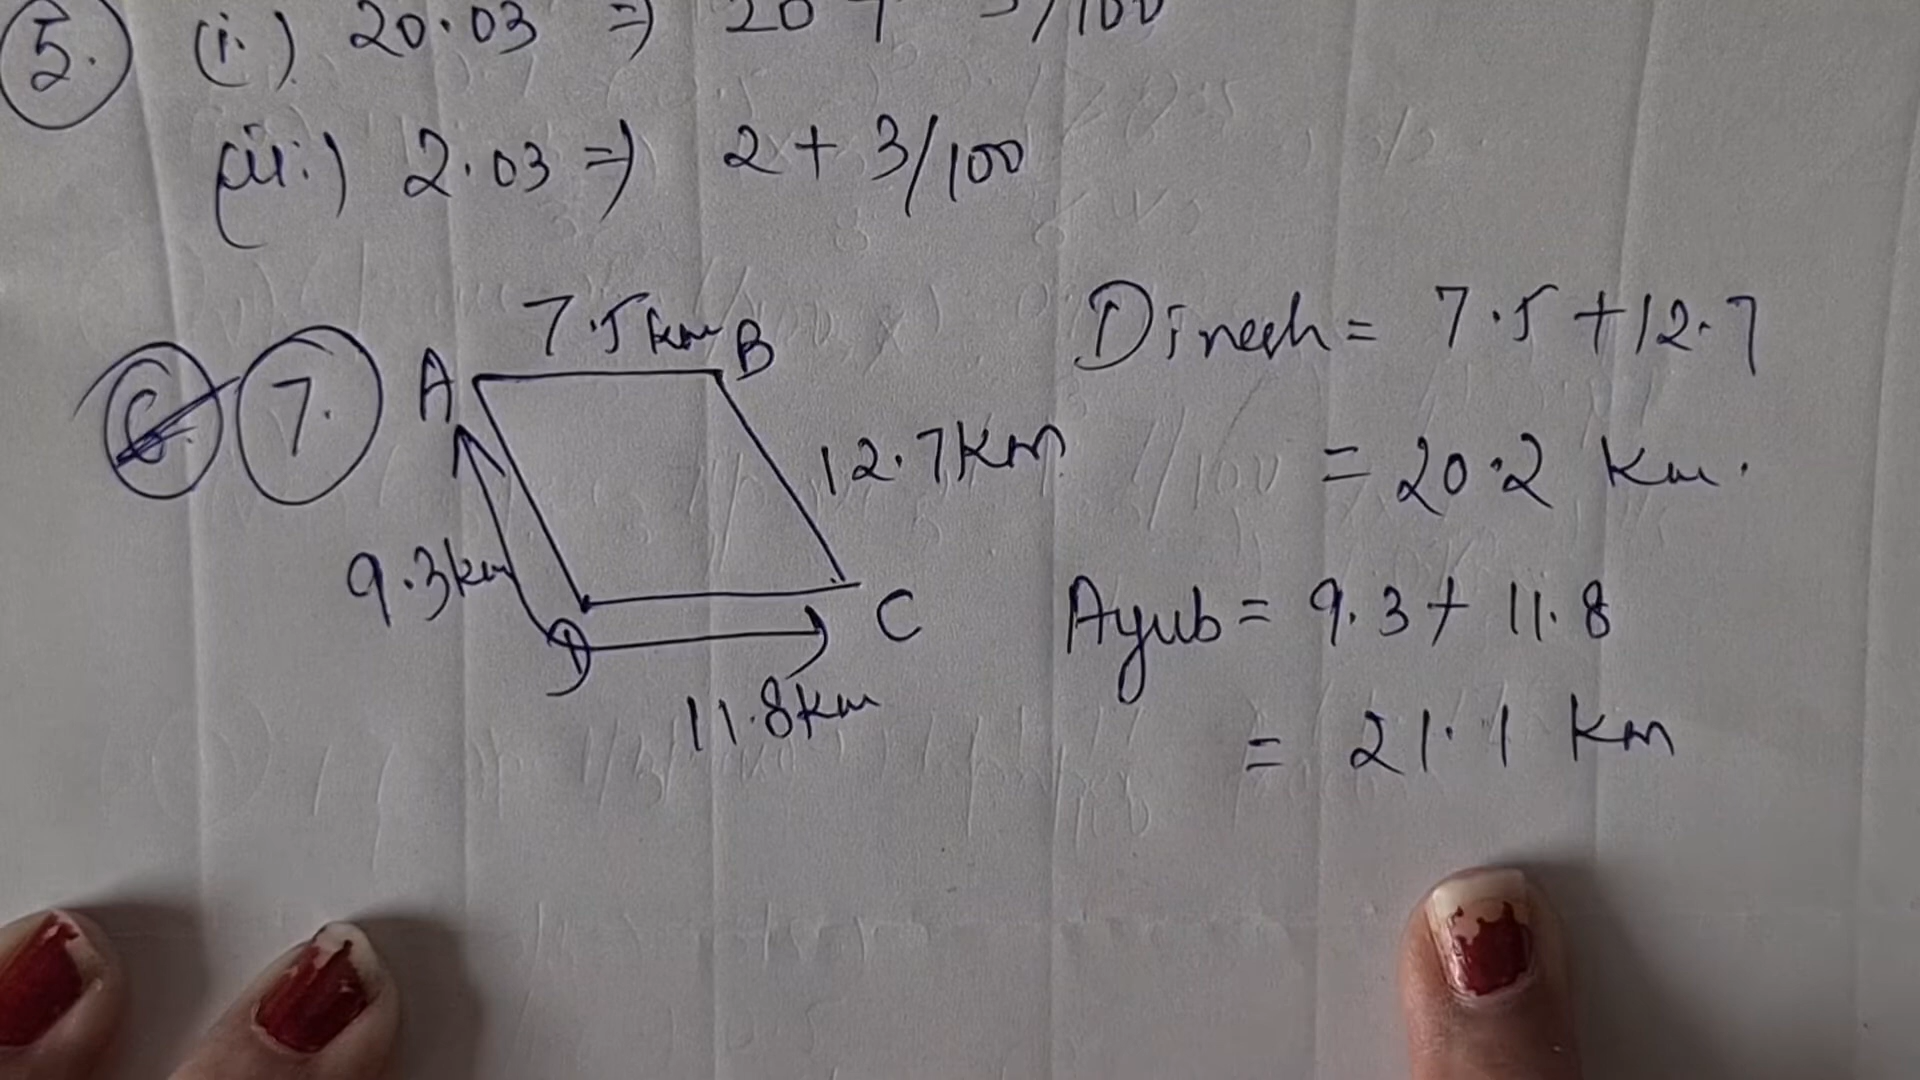 5. (i.) 20.03 ⇒ 20 + 3/100
(iii.) 2.03 ⇒ 2 + 3/100
6. 7.
7.5km
A B
12.7km
9.3km
D C
11.8km
Dinesh = 7.5 + 12.7
= 20.2 km.
Ayub = 9.3 + 11.8
= 21.1 km